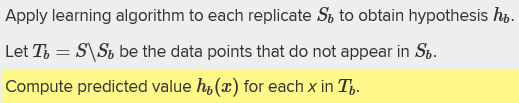 Apply learning algorithm to each replicate S_b to obtain hypothesis h_b.
Let T_b = S\S_b be the data points that do not appear in S_b.
Compute predicted value h_b(x) for each x in T_b.